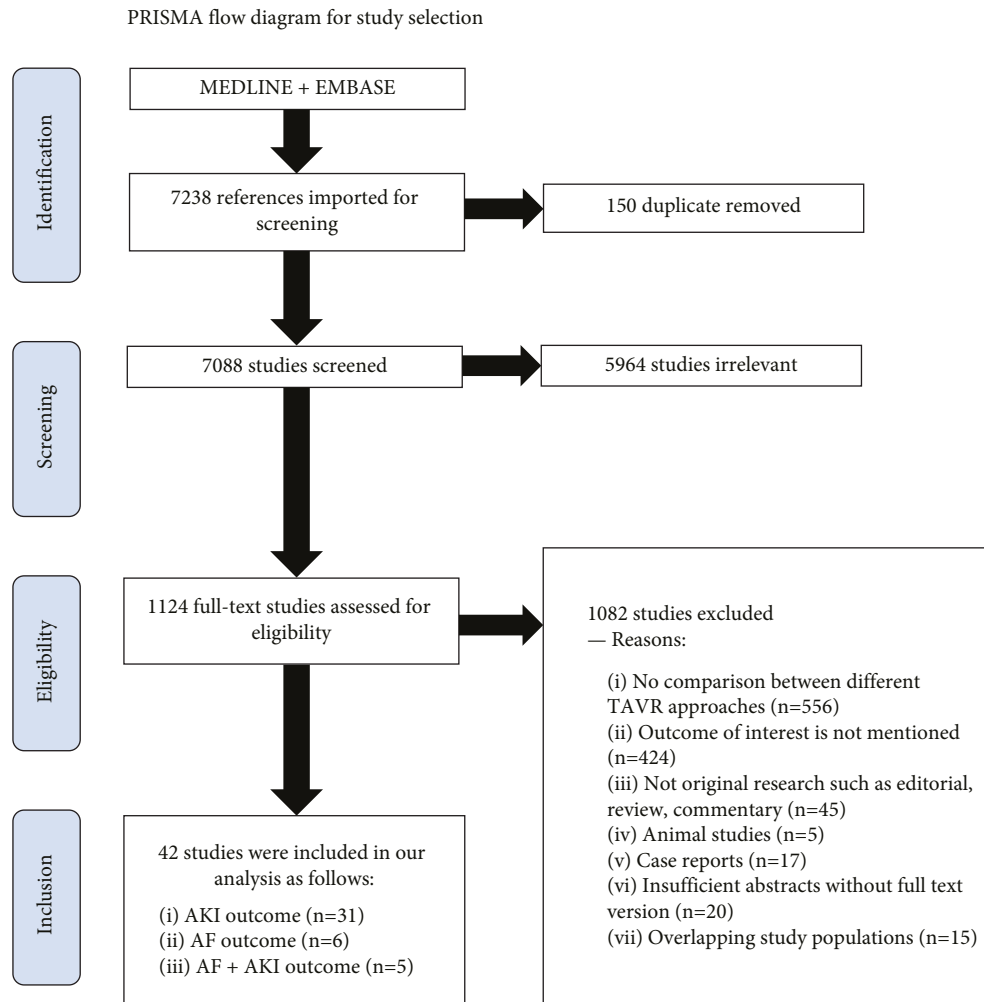 PRISMA flow diagram for study selection
Identification
MEDLINE + EMBASE
7238 references imported for
screening
150 duplicate removed
Screening
7088 studies screened
5964 studies irrelevant
Eligibility
1124 full-text studies assessed for
eligibility
1082 studies excluded
— Reasons:
(i) No comparison between different
TAVR approaches (n=556)
(ii) Outcome of interest is not mentioned
(n=424)
(iii) Not original research such as editorial,
review, commentary (n=45)
(iv) Animal studies (n=5)
(v) Case reports (n=17)
(vi) Insufficient abstracts without full text
version (n=20)
(vii) Overlapping study populations (n=15)
Inclusion
42 studies were included in our
analysis as follows:
(i) AKI outcome (n=31)
(ii) AF outcome (n=6)
(iii) AF + AKI outcome (n=5)